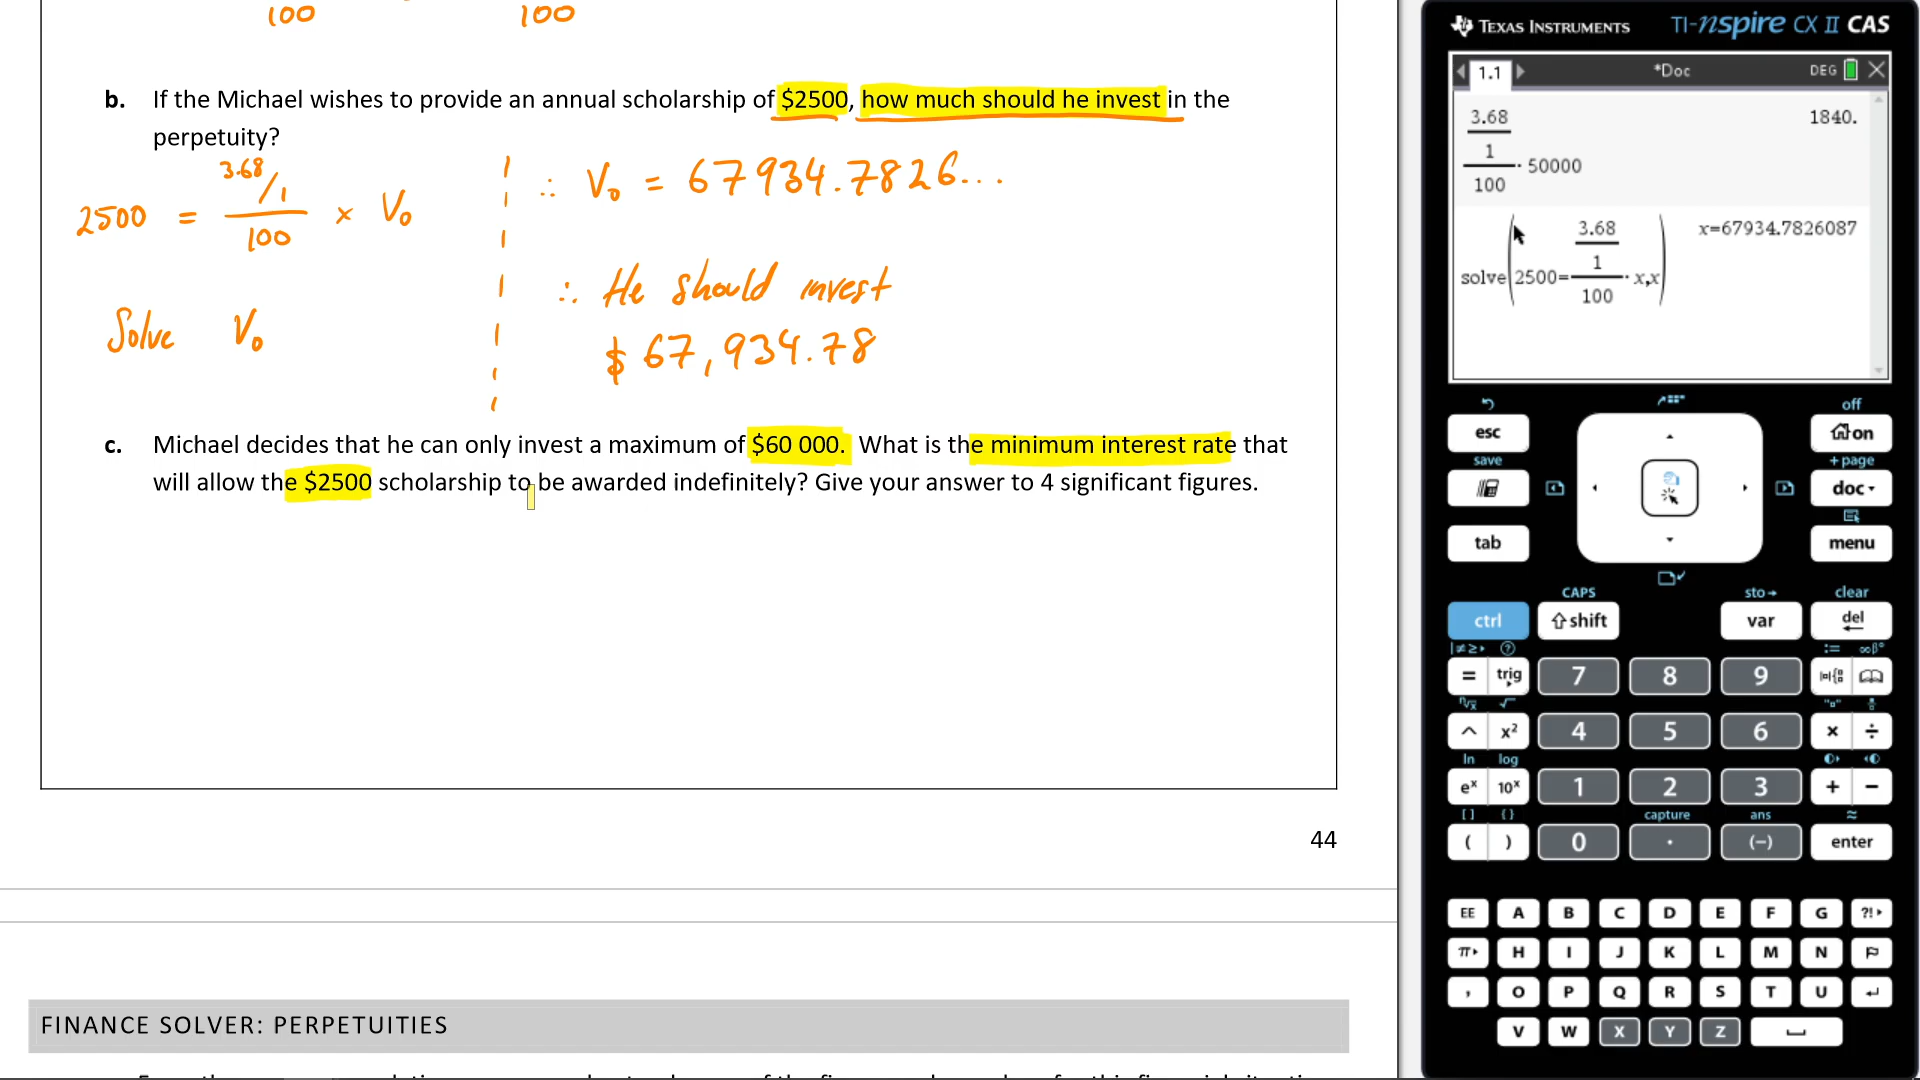 100 100
b. If the Michael wishes to provide an annual scholarship of $2500, how much should he invest in the
perpetuity?
2500 = 3.68/1 / 100 × V₀
Solve V₀
∴ V₀ = 67934.7826...
∴ He should invest
$ 67,934.78
c. Michael decides that he can only invest a maximum of $60 000. What is the minimum interest rate that
will allow the $2500 scholarship to be awarded indefinitely? Give your answer to 4 significant figures.
44
FINANCE SOLVER: PERPETUITIES
TEXAS INSTRUMENTS TI-nspire CX II CAS
1.1 *Doc DEG
3.68
1
100
· 50000
1840.
solve(2500=
3.68
1
100
· x,x)
x=67934.7826087
off
esc on
save +page
doc
tab menu
CAPS sto→ clear
ctrl shift var del
|≠≥▸ ? := ∞β°
= trig 7 8 9
ⁿ√x √
^ x² 4 5 6 × ÷
ln log
eˣ 10ˣ 1 2 3 + −
[ ] { } capture ans ≈
( ) 0 . (−) enter
EE A B C D E F G ?!▸
π▸ H I J K L M N
, O P Q R S T U ↵
V W X Y Z